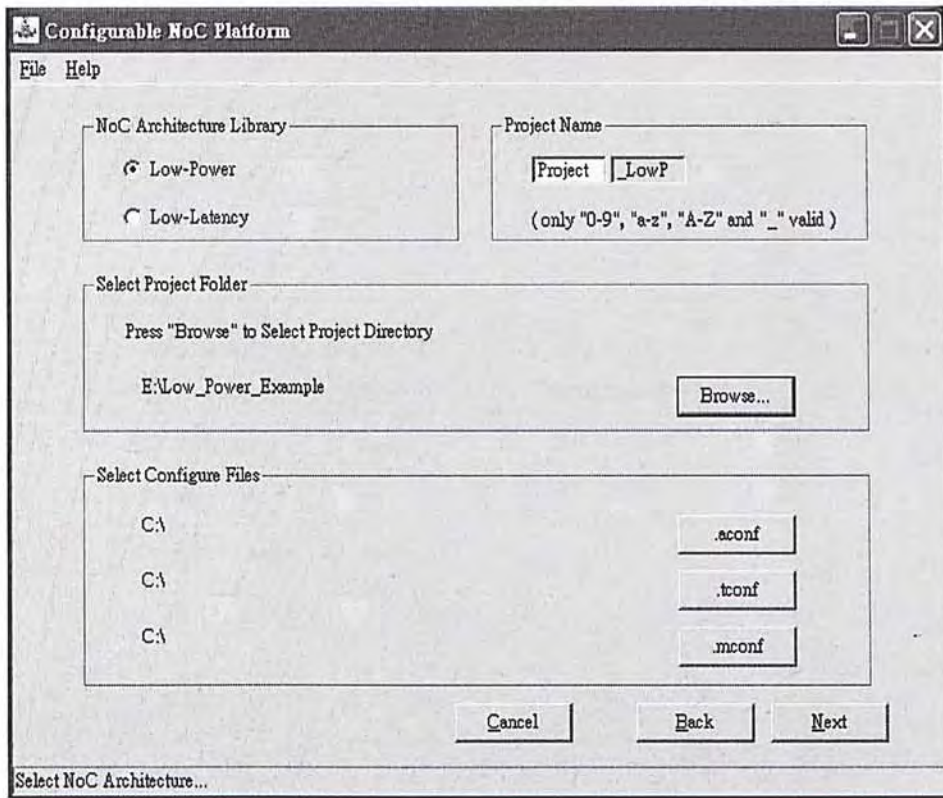 Configurable NoC Platform
File Help
NoC Architecture Library
Low-Power
Low-Latency
Project Name
Project _LowP
( only "0-9", "a-z", "A-Z" and "_" valid )
Select Project Folder
Press "Browse" to Select Project Directory
E:\Low_Power_Example
Browse...
Select Configure Files
C:\
.aconf
C:\
.tconf
C:\
.mconf
Cancel Back Next
Select NoC Architecture...